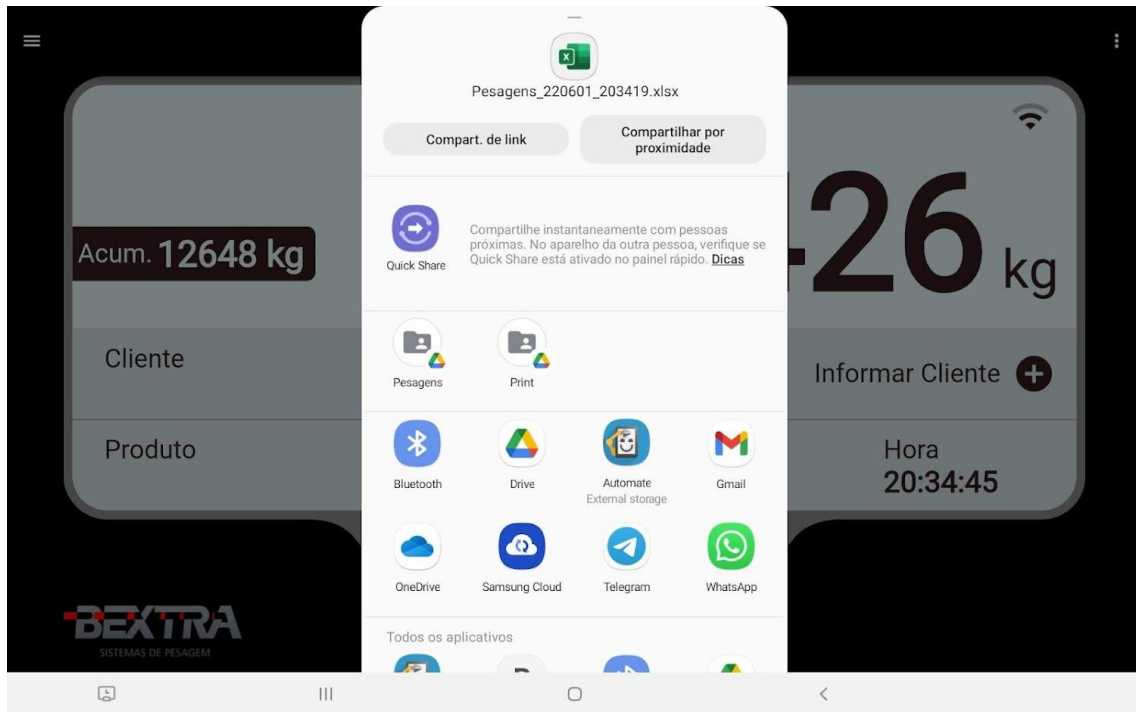 Pesagens_220601_203419.xlsx
Compart. de link
Compartilhar por
proximidade
Quick Share
Compartilhe instantaneamente com pessoas
próximas. No aparelho da outra pessoa, verifique se
Quick Share está ativado no painel rápido. Dicas
Pesagens
Print
Bluetooth
Drive
Automate
External storage
Gmail
OneDrive
Samsung Cloud
Telegram
WhatsApp
Todos os aplicativos
Acum. 12648 kg
26 kg
Cliente
Informar Cliente
Produto
Hora
20:34:45
BEXTRA
SISTEMAS DE PESAGEM